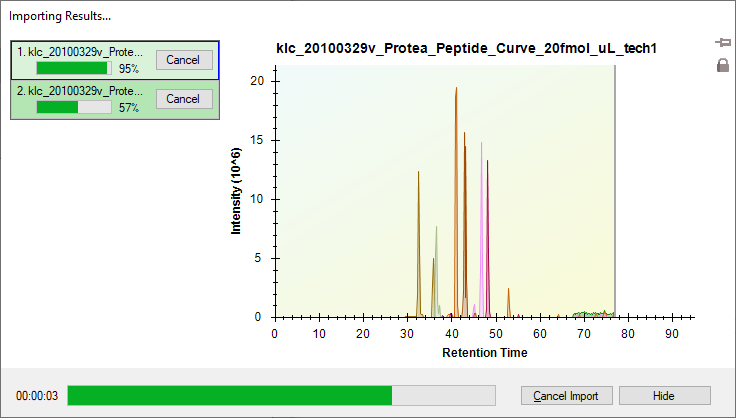 Importing Results...
1. klc_20100329v_Prote...
95%
Cancel
2. klc_20100329v_Prote...
57%
Cancel
klc_20100329v_Protea_Peptide_Curve_20fmol_uL_tech1
Intensity (10^6)
20
15
10
5
0
0 10 20 30 40 50 60 70 80 90
Retention Time
00:00:03
Cancel Import
Hide